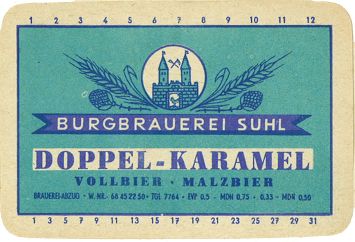 1 2 3 4 5 6 7 8 9 10 11 12
BURGBRAUEREI SUHL
DOPPEL-KARAMEL
VOLLBIER · MALZBIER
BRAUEREI-ABZUG · W. NR.- 68 45 22 50 · TGL 7764 · EVP 0,5 - MDN 0,75 · 0,33 - MDN 0,50
1 3 5 7 9 11 13 15 17 19 21 23 25 27 29 31